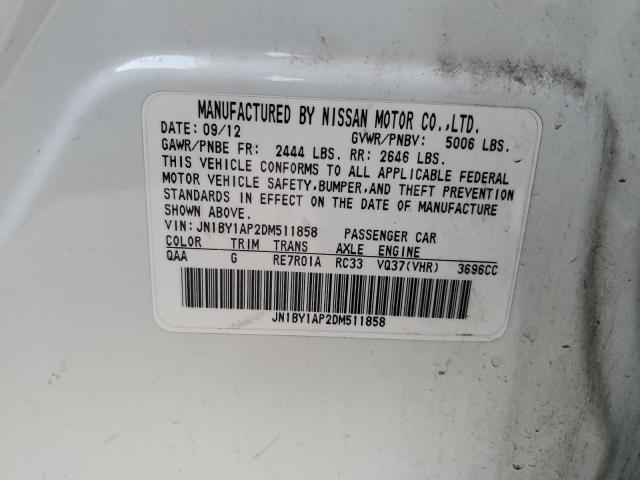 MANUFACTURED BY NISSAN MOTOR CO.,LTD.
DATE: 09/12 GVWR/PNBV: 5006 LBS.
GAWR/PNBE FR: 2444 LBS. RR: 2646 LBS.
THIS VEHICLE CONFORMS TO ALL APPLICABLE FEDERAL
MOTOR VEHICLE SAFETY,BUMPER,AND THEFT PREVENTION
STANDARDS IN EFFECT ON THE DATE OF MANUFACTURE
SHOWN ABOVE.
VIN:JN1BY1AP2DM511858 PASSENGER CAR
COLOR TRIM TRANS AXLE ENGINE
QAA G RE7R01A RC33 VQ37(VHR) 3696CC
JN1BY1AP2DM511858